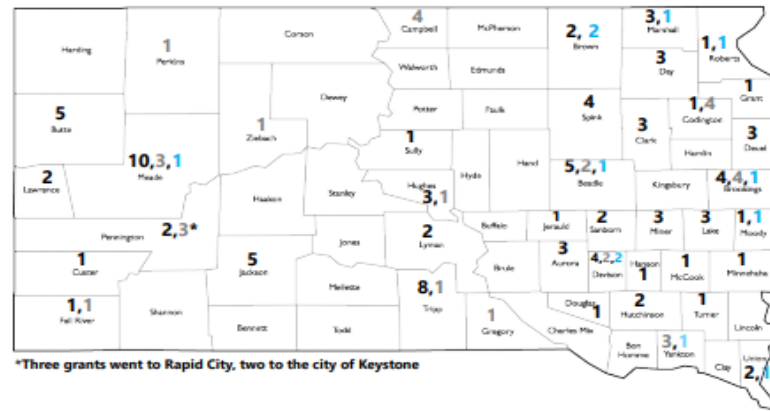 4
Campbell
McPherson
2, 2
Brown
3, 1
Marshall
1,1
Roberts
Harding
1
Perkins
Corson
Walworth
Edmunds
3
Day
1
Grant
Dewey
Potter
Faulk
4
Spink
1,4
Codington
5
Butte
1
Ziebach
1
Sully
3
Clark
3
Deuel
Hamlin
10,3,1
Meade
2
Lawrence
Hyde
Hand
5,2,1
Beadle
Kingsbury
4,4,1
Brookings
Haakon
Stanley
Hughes
3,1
2,3*
Pennington
Jones
2
Lyman
Buffalo
1
Jerauld
2
Sanborn
3
Miner
3
Lake
1,1
Moody
1
Custer
5
Jackson
Brule
3
Aurora
4,2,2
Davison
Hanson
1
1
McCook
1
Minnehaha
Mellette
8,1
Tripp
1,1
Fall River
Shannon
Bennett
Todd
1
Gregory
Douglas
1
Charles Mix
2
Hutchinson
1
Turner
Lincoln
Bon
Homme
3,1
Yankton
Clay
Union
2,1
*Three grants went to Rapid City, two to the city of Keystone